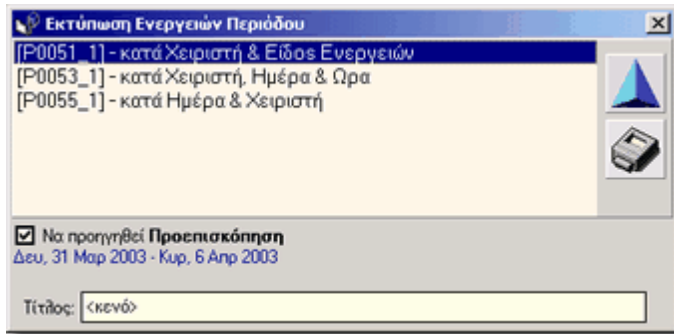 Εκτύπωση Ενεργειών Περιόδου
[P0051_1] - κατά Χειριστή & Είδος Ενεργειών
[P0053_1] - κατά Χειριστή, Ημέρα & Ωρα
[P0055_1] - κατά Ημέρα & Χειριστή
Να προηγηθεί Προεπισκόπηση
Δευ, 31 Μαρ 2003 - Κυρ, 6 Απρ 2003
Τίτλος: <κενό>